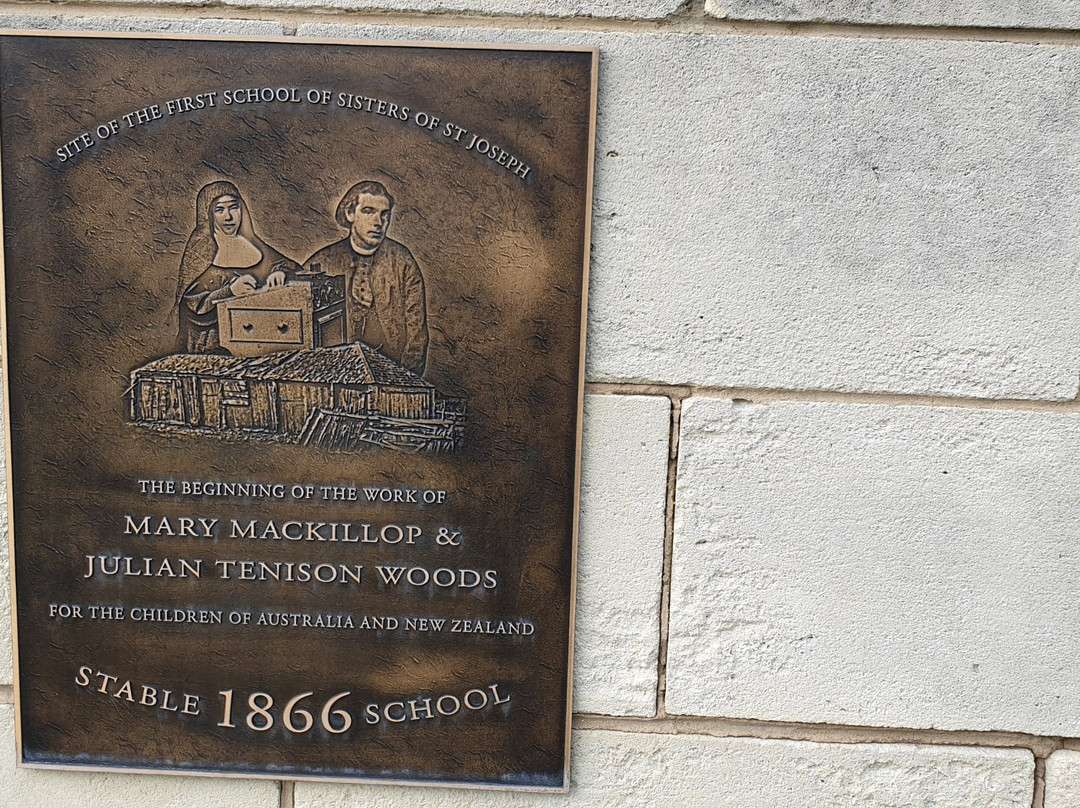 SITE OF THE FIRST SCHOOL OF SISTERS OF ST JOSEPH
THE BEGINNING OF THE WORK OF
MARY MACKILLOP &
JULIAN TENISON WOODS
FOR THE CHILDREN OF AUSTRALIA AND NEW ZEALAND
STABLE 1866 SCHOOL